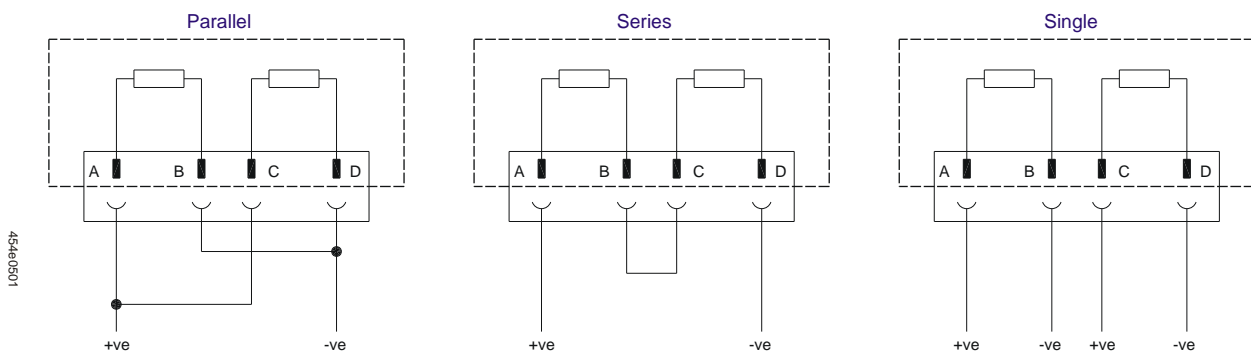 Parallel
Series
Single
A B C D
A B C D
A B C D
+ve -ve
+ve -ve
+ve -ve +ve -ve
454e0501